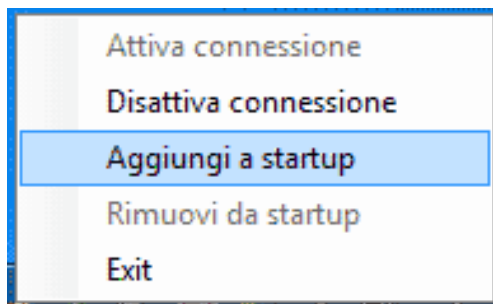 Attiva connessione
Disattiva connessione
Aggiungi a startup
Rimuovi da startup
Exit